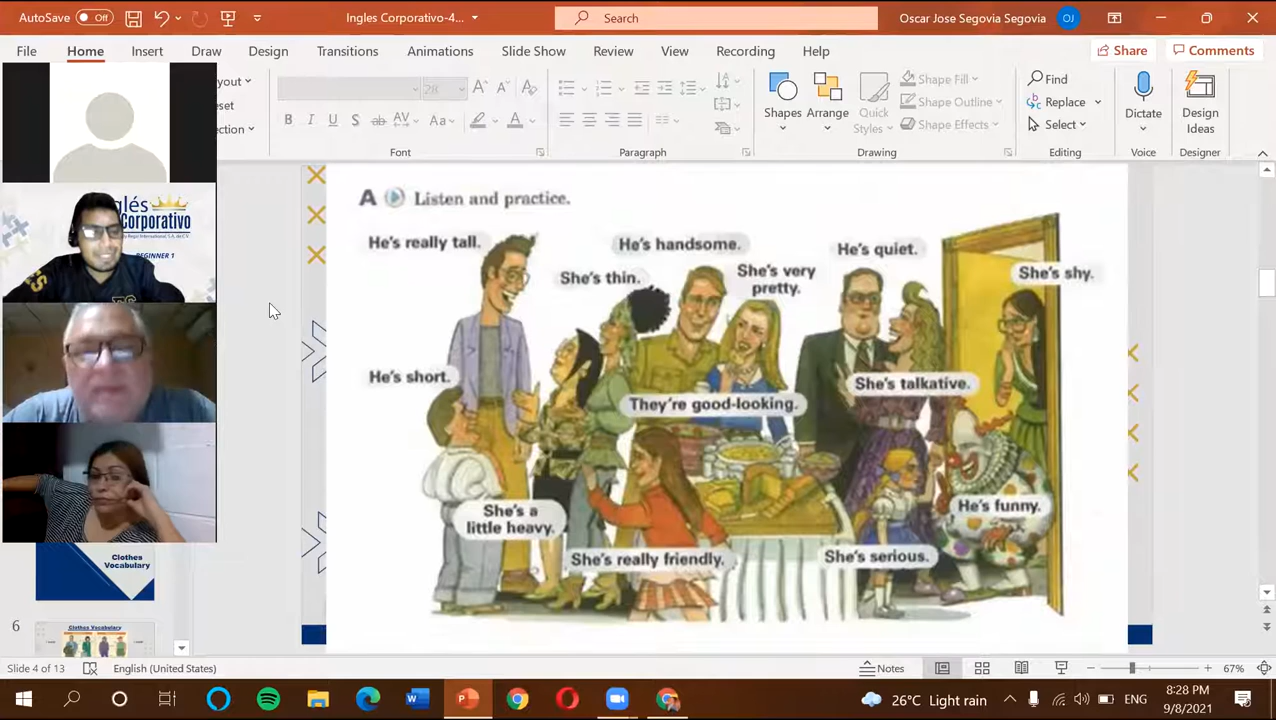 AutoSave Off Ingles Corporativo-4... Search Oscar Jose Segovia Segovia OJ
File Home Insert Draw Design Transitions Animations Slide Show Review View Recording Help Share Comments
Shape Fill
Find
Shape Outline
Replace
Shapes Arrange Quick Styles
Shape Effects
Select
Dictate Design Ideas
Font Paragraph Drawing Editing Voice Designer
A Listen and practice.
He's really tall.
He's handsome.
He's quiet.
She's thin.
She's very
pretty.
She's shy.
He's short.
She's talkative.
They're good-looking.
She's a
little heavy.
He's funny.
She's really friendly.
She's serious.
Corporativo
BEGINNER 1
Clothes
Vocabulary
6
Clothes Vocabulary
Slide 4 of 13 English (United States) Notes 67%
26°C Light rain ENG 8:28 PM
9/8/2021